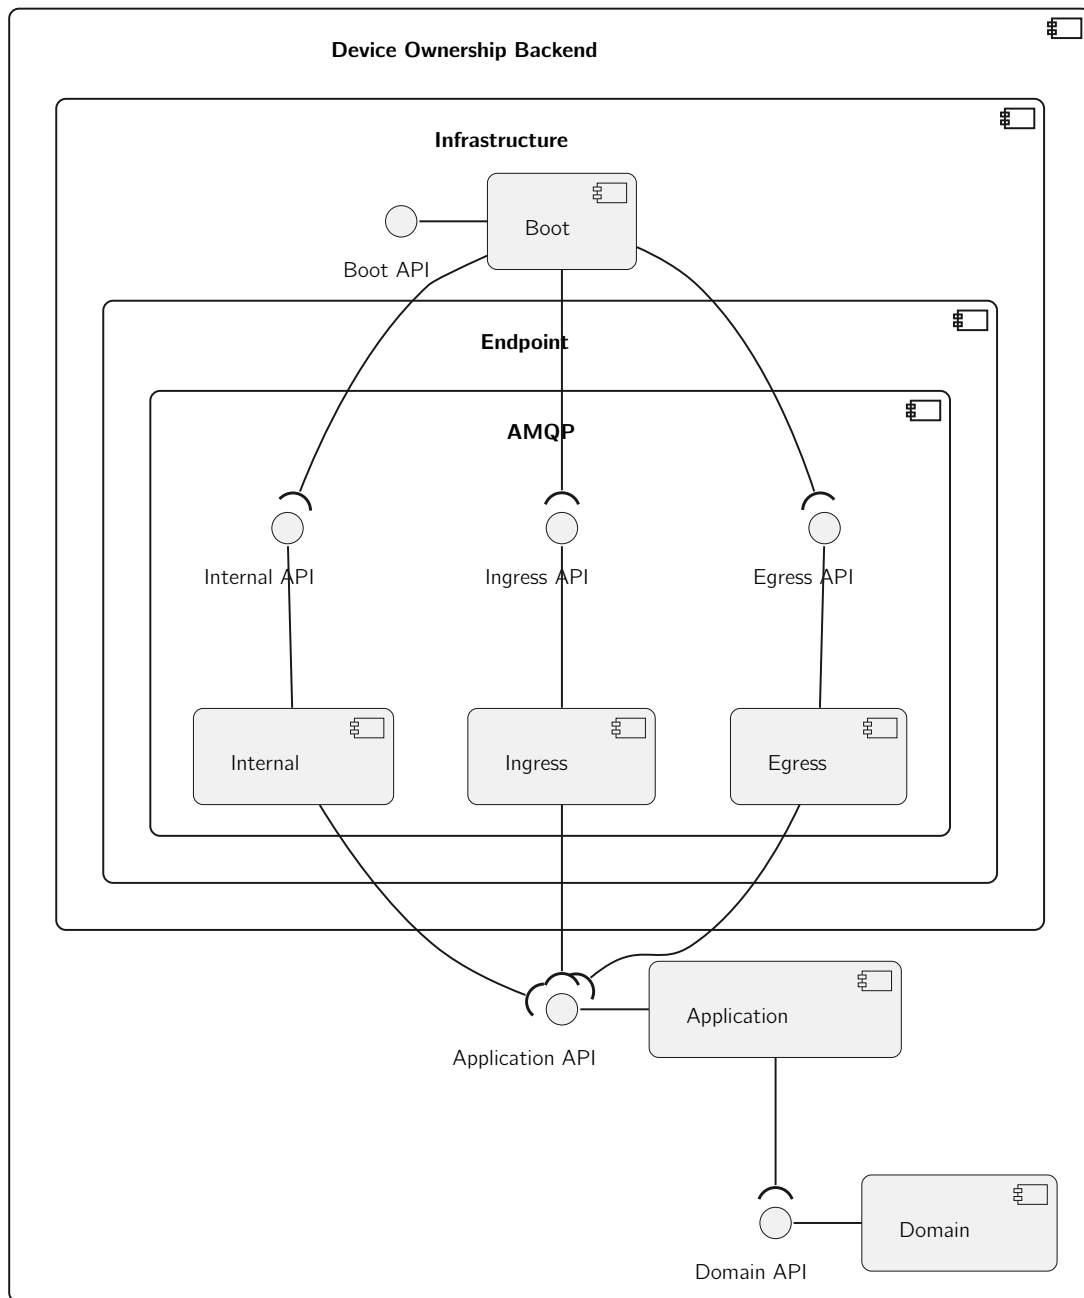 Device Ownership Backend
Infrastructure
Boot
Boot API
Endpoint
AMQP
Internal API
Ingress API
Egress API
Internal
Ingress
Egress
Application
Application API
Domain
Domain API